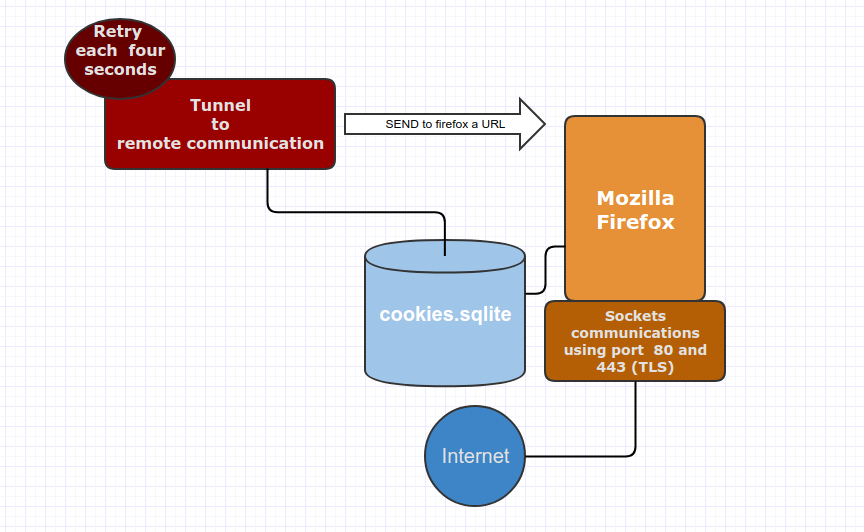 Retry
each four
seconds
Tunnel
to
remote communication
SEND to firefox a URL
Mozilla
Firefox
cookies.sqlite
Sockets
communications
using port 80 and
443 (TLS)
Internet